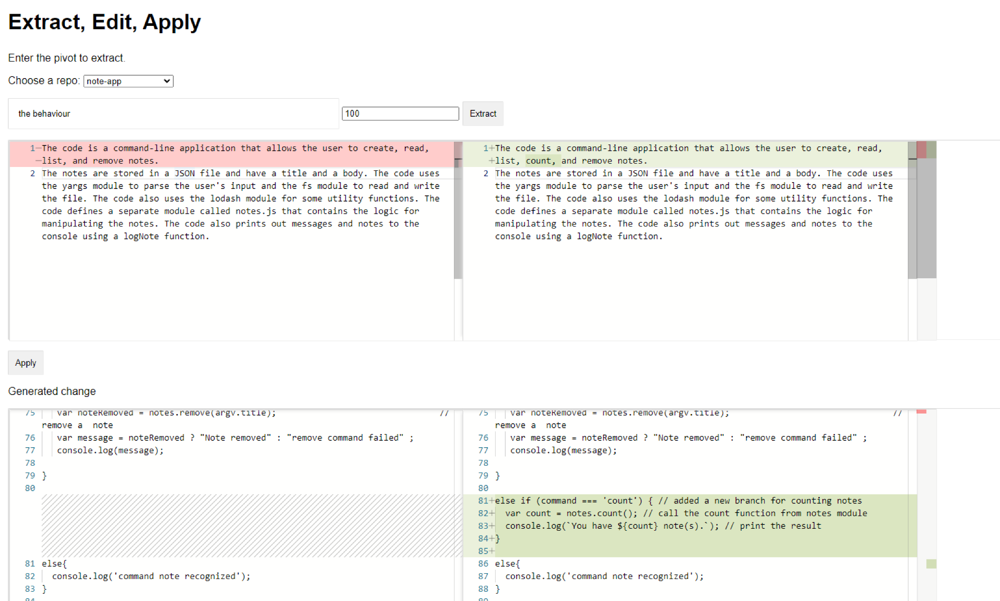 Extract, Edit, Apply
Enter the pivot to extract.
Choose a repo: note-app
the behaviour 100 Extract
1—The code is a command-line application that allows the user to create, read,
—list, and remove notes.
2 The notes are stored in a JSON file and have a title and a body. The code uses
the yargs module to parse the user's input and the fs module to read and write
the file. The code also uses the lodash module for some utility functions. The
code defines a separate module called notes.js that contains the logic for
manipulating the notes. The code also prints out messages and notes to the
console using a logNote function.
1+The code is a command-line application that allows the user to create, read,
+list, count, and remove notes.
2 The notes are stored in a JSON file and have a title and a body. The code uses
the yargs module to parse the user's input and the fs module to read and write
the file. The code also uses the lodash module for some utility functions. The
code defines a separate module called notes.js that contains the logic for
manipulating the notes. The code also prints out messages and notes to the
console using a logNote function.
Apply
Generated change
75 var noteRemoved = notes.remove(argv.title); //
remove a  note
76 var message = noteRemoved ? "Note removed" : "remove command failed" ;
77 console.log(message);
78
79 }
80
81 else{
82 console.log('command note recognized');
83 }
84
75 var noteRemoved = notes.remove(argv.title); //
remove a  note
76 var message = noteRemoved ? "Note removed" : "remove command failed" ;
77 console.log(message);
78
79 }
80
81+else if (command === 'count') { // added a new branch for counting notes
82+ var count = notes.count(); // call the count function from notes module
83+ console.log(`You have ${count} note(s).`); // print the result
84+}
85+
86 else{
87 console.log('command note recognized');
88 }
89